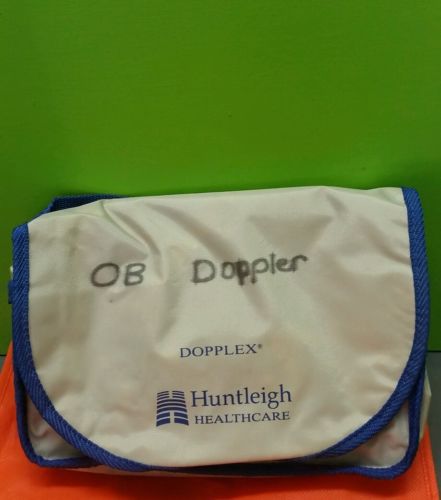 OB Doppler
DOPPLEX®
Huntleigh
HEALTHCARE